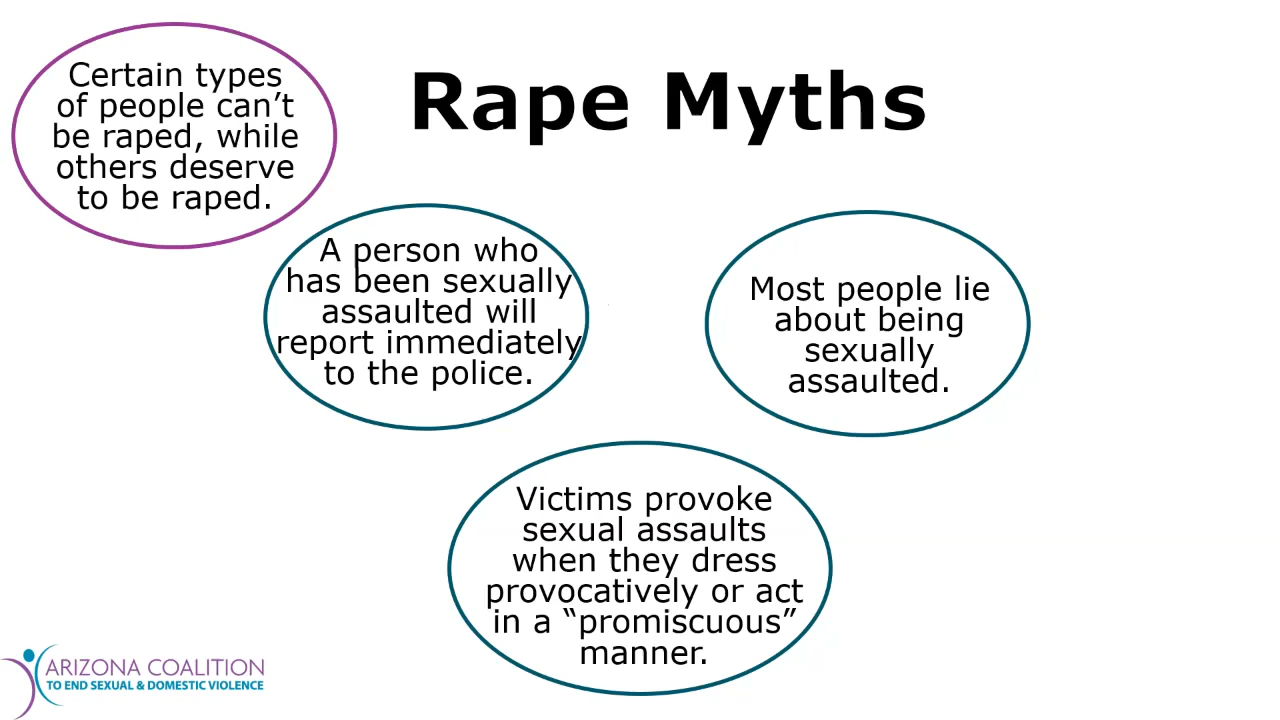 Certain types
of people can’t
be raped, while
others deserve
to be raped.
Rape Myths
A person who
has been sexually
assaulted will
report immediately
to the police.
Most people lie
about being
sexually
assaulted.
Victims provoke
sexual assaults
when they dress
provocatively or act
in a “promiscuous”
manner.
ARIZONA COALITION
TO END SEXUAL & DOMESTIC VIOLENCE